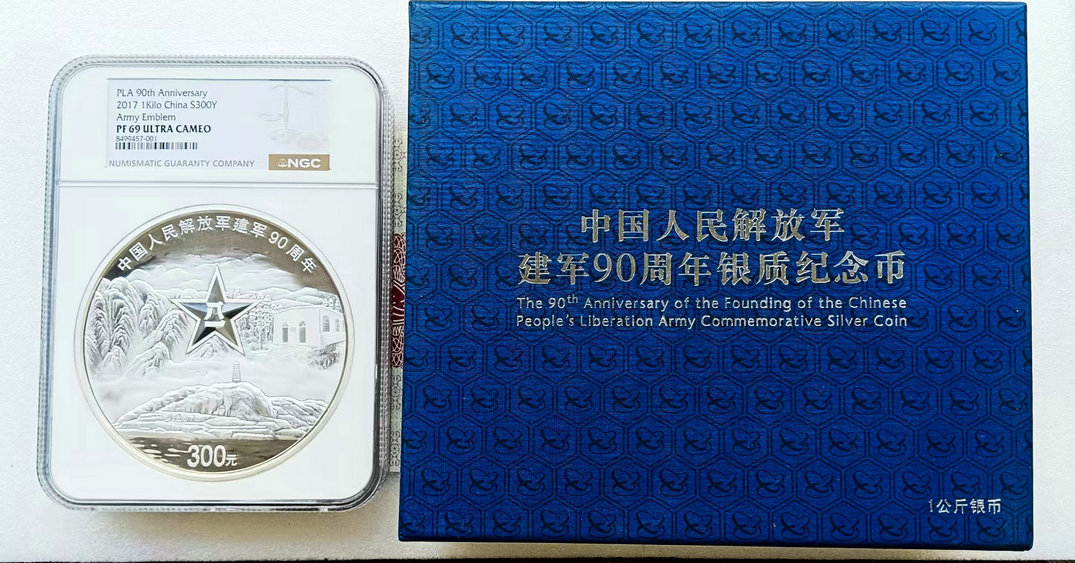 PLA 90th Anniversary
2017 1Kilo China S300Y
Army Emblem
PF 69 ULTRA CAMEO
8499457-001
NUMISMATIC GUARANTY COMPANY
NGC
中国人民解放军建军90周年
八一
300元
中国人民解放军
建军90周年银质纪念币
The 90th Anniversary of the Founding of the Chinese
People's Liberation Army Commemorative Silver Coin
1公斤银币